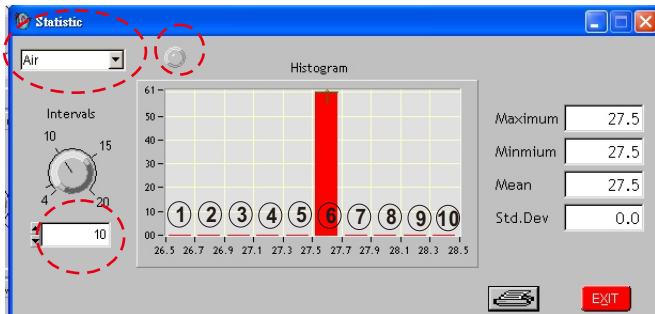 Statistic
Air
Histogram
Intervals
10
15
4
20
10
61
50
40
30
20
10
00
1 2 3 4 5 6 7 8 9 10
26.5 26.7 26.9 27.1 27.3 27.5 27.7 27.9 28.1 28.3 28.5
Maximum 27.5
Minmium 27.5
Mean 27.5
Std.Dev 0.0
EXIT